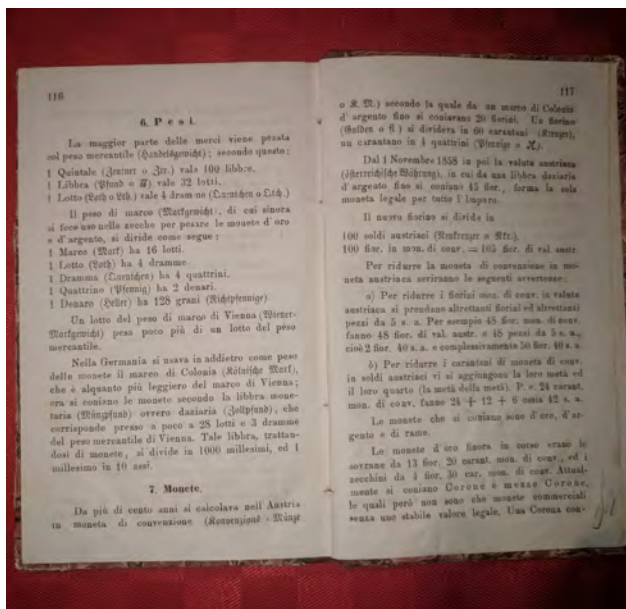 116
6. Pesi.
La maggior parte delle merci viene pesata
col peso mercantile (Handelsgewicht); secondo questo:
1 Quintale (Zentner o Ztr.) vale 100 libbre.
1 Libbra (Pfund o ℔) vale 32 lotti.
1 Lotto (Loth o Lth.) vale 4 dramme (Quentchen o Qtch.)
Il peso di marco (Markgewicht), di cui sinora
si fece uso nelle zecche per pesare le monete d'oro
e d'argento, si divide come segue:
1 Marco (Mark) ha 16 lotti.
1 Lotto (Loth) ha 4 dramme.
1 Dramma (Quentchen) ha 4 quattrini.
1 Quattrino (Pfennig) ha 2 denari.
1 Denaro (Heller) ha 128 grani (Richtpfennige)
Un lotto del peso di marco di Vienna (Wiener-
Markgewicht) pesa poco più di un lotto del peso
mercantile.
Nella Germania si usava in addietro come peso
delle monete il marco di Colonia (Kölnische Mark),
che è alquanto più leggiero del marco di Vienna;
ora si coniano le monete secondo la libbra mone-
taria (Münzpfund) ovvero daziaria (Zollpfund), che
corrisponde presso a poco a 28 lotti e 3 dramme
del peso mercantile di Vienna. Tale libbra, trattan-
dosi di monete, si divide in 1000 millesimi, ed 1
millesimo in 10 assi.
7. Monete.
Da più di cento anni si calcolava nell'Austria
in moneta di convenzione (Konvenzions-Münze
117
o K. M.) secondo la quale da un marco di Colonia
d'argento fino si coniarano 20 fiorini. Un fiorino
(Gulden o fl.) si divideva in 60 carantani (Kreuzer),
un carantano in 4 quattrini (Pfennige o ₰).
Dal 1 Novembre 1858 in poi la valuta austriaca
(österreichische Währung), in cui da una libbra daziaria
d'argento fino si coniano 45 fior., forma la sola
moneta legale per tutto l'Impero.
Il nuovo fiorino si divide in
100 soldi austriaci (Neukreuzer o Nkr.),
100 fior. in mon. di conv. = 105 fior. di val. austr.
Per ridurre la moneta di convenzione in mo-
neta austriaca serviranno le seguenti avvertenze:
a) Per ridurre i fiorini mon. di conv. in valuta
austriaca si prendano altrettanti fiorini ed altrettanti
pezzi da 5 s. a. Per esempio 48 fior. mon. di conv.
fanno 48 fior. di val. austr. e 48 pezzi da 5 s. a.,
cioè 2 fior. 40 s. a. e complessivamente 50 fior. 40 s. a.
b) Per ridurre i carantani di moneta di conv.
in soldi austriaci vi si aggiungono la loro metà ed
il loro quarto (la metà della metà). P. e. 24 carant.
mon. di conv. fanno 24 + 12 + 6 ossia 42 s. a.
Le monete che si coniano sono d'oro, d'ar-
gento e di rame.
Le monete d'oro finora in corso erano le
sovrane da 13 fior. 20 carant. mon. di conv., ed i
zecchini da 4 fior. 30 car. mon. di conv. Attual-
mente si coniano Corone e mezze Corone,
le quali però non sono che monete commerciali
senza uno stabile valore legale. Una Corona con-